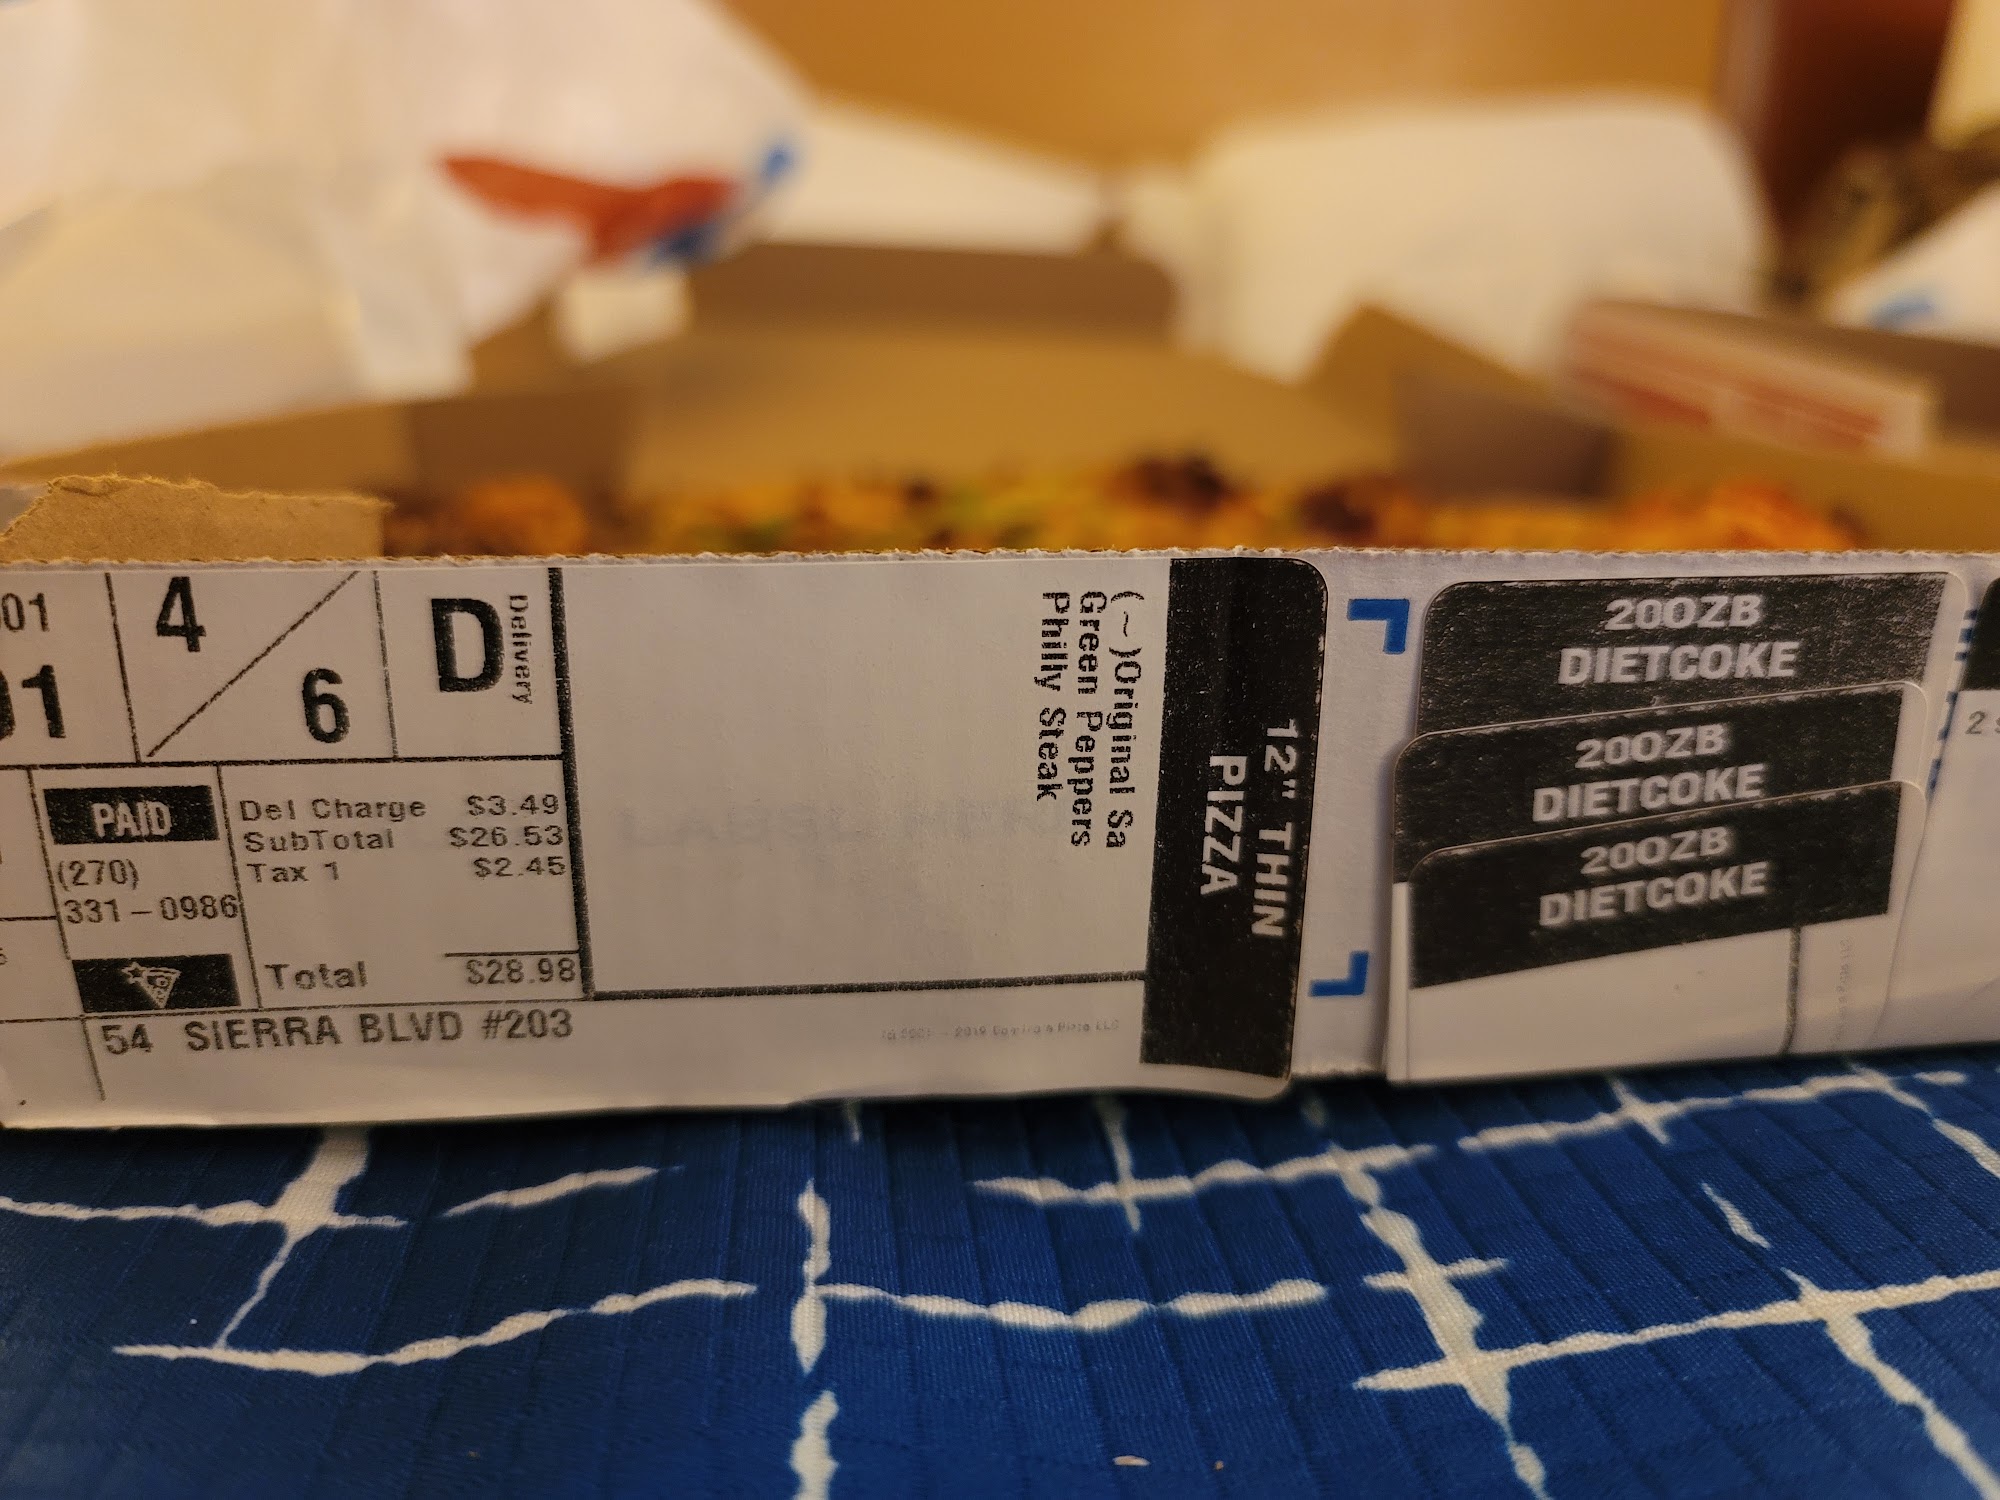 01
01
4
6
D
Delivery
PAID
(270)
331-0986
Del Charge $3.49
SubTotal $26.53
Tax 1 $2.45
Total $28.98
54 SIERRA BLVD #203
(~)Original Sa
Green Peppers
Philly Steak
12" THIN
PIZZA
20OZB
DIETCOKE
20OZB
DIETCOKE
20OZB
DIETCOKE
2